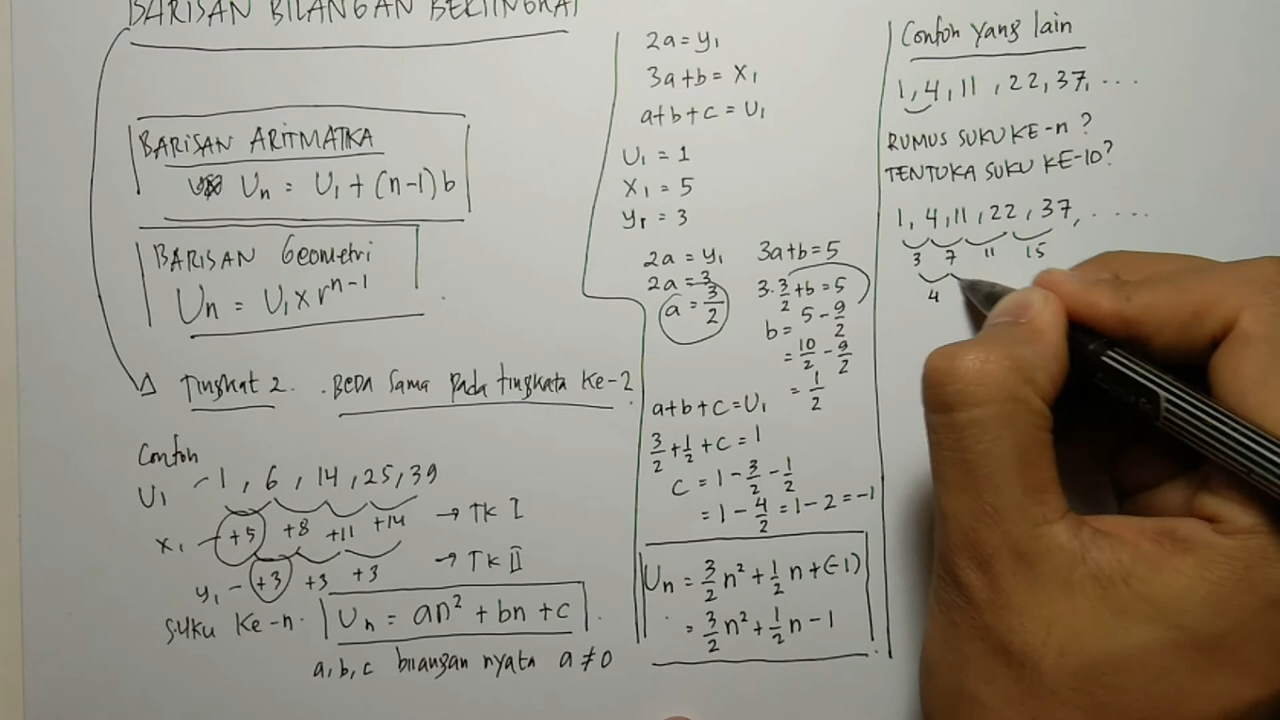 BARISAN BILANGAN BERTINGKAT
BARISAN ARITMATKA
Un = U1 + (n-1) b
BARISAN Geometri
Un = U1 x r^n-1
Tingkat 2. . Beda sama pada tingkata ke-2
Contoh
U1 - 1, 6, 14, 25, 39
x1 - +5 +8 +11 +14 → TK I
y1 - +3 +3 +3 → TK II
suku ke-n. Un = an² + bn + c
a, b, c bilangan nyata a ≠ 0
2a = y1
3a + b = x1
a + b + c = U1
U1 = 1
x1 = 5
y1 = 3
2a = y1
2a = 3
a = 3/2
3a + b = 5
3 . 3/2 + b = 5
b = 5 - 9/2
= 10/2 - 9/2
= 1/2
a + b + c = U1
3/2 + 1/2 + c = 1
c = 1 - 3/2 - 1/2
= 1 - 4/2 = 1 - 2 = -1
Un = 3/2 n² + 1/2 n + (-1)
= 3/2 n² + 1/2 n - 1
Contoh yang lain
1, 4, 11, 22, 37, ...
RUMUS SUKU KE-n ?
TENTUKA SUKU KE-10?
1, 4, 11, 22, 37, ....
3 7 11 15
4